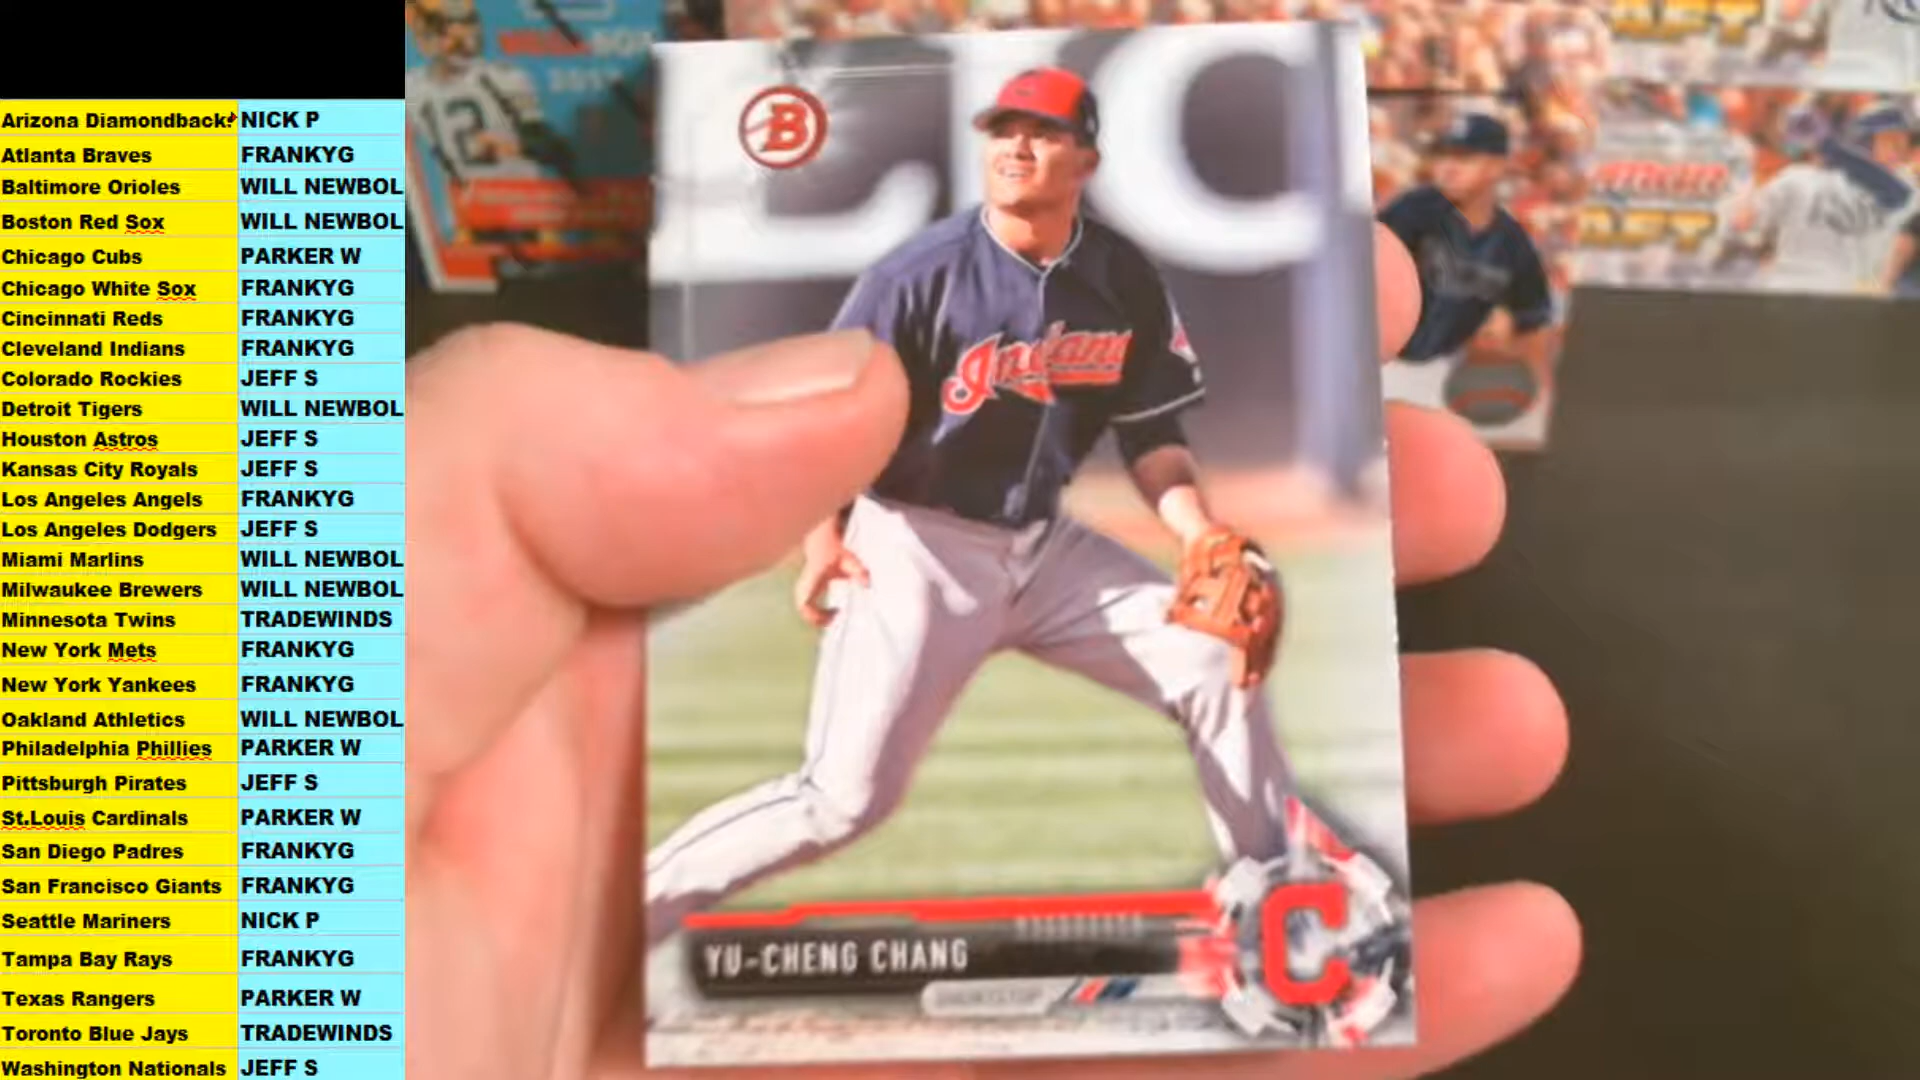 Arizona Diamondbacks NICK P
Atlanta Braves FRANKYG
Baltimore Orioles WILL NEWBOL
Boston Red Sox WILL NEWBOL
Chicago Cubs PARKER W
Chicago White Sox FRANKYG
Cincinnati Reds FRANKYG
Cleveland Indians FRANKYG
Colorado Rockies JEFF S
Detroit Tigers WILL NEWBOL
Houston Astros JEFF S
Kansas City Royals JEFF S
Los Angeles Angels FRANKYG
Los Angeles Dodgers JEFF S
Miami Marlins WILL NEWBOL
Milwaukee Brewers WILL NEWBOL
Minnesota Twins TRADEWINDS
New York Mets FRANKYG
New York Yankees FRANKYG
Oakland Athletics WILL NEWBOL
Philadelphia Phillies PARKER W
Pittsburgh Pirates JEFF S
St.Louis Cardinals PARKER W
San Diego Padres FRANKYG
San Francisco Giants FRANKYG
Seattle Mariners NICK P
Tampa Bay Rays FRANKYG
Texas Rangers PARKER W
Toronto Blue Jays TRADEWINDS
Washington Nationals JEFF S
B
Indians
YU-CHENG CHANG
SHORTSTOP
C
2017
12